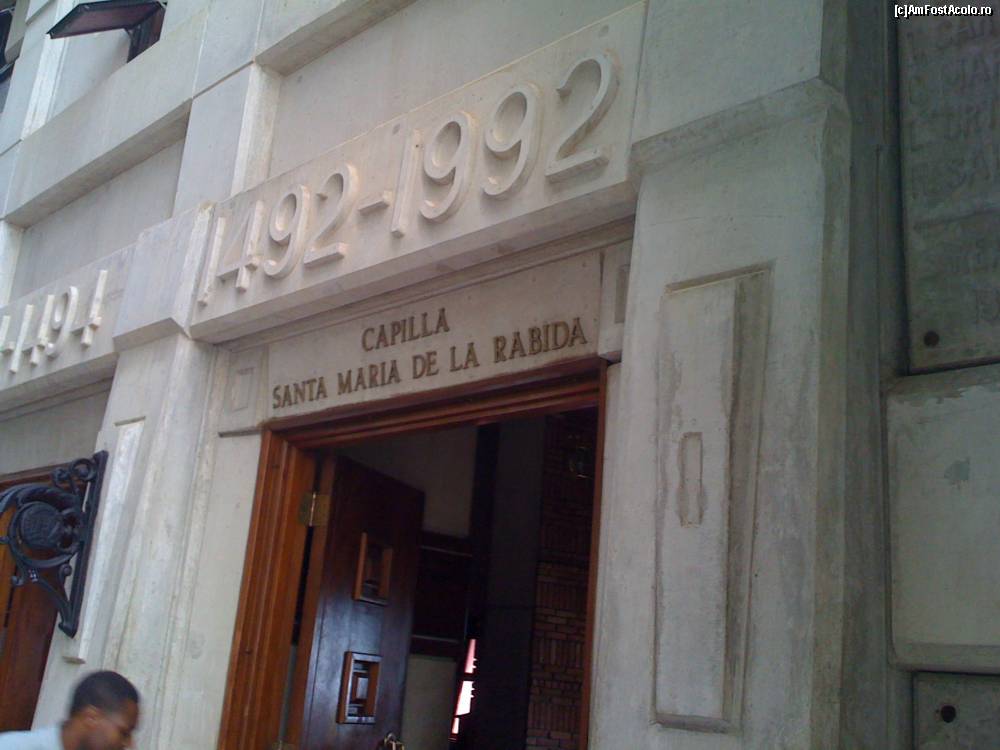 [c]AmFostAcolo.ro
1492-1992
1494
CAPILLA
SANTA MARIA DE LA RABIDA